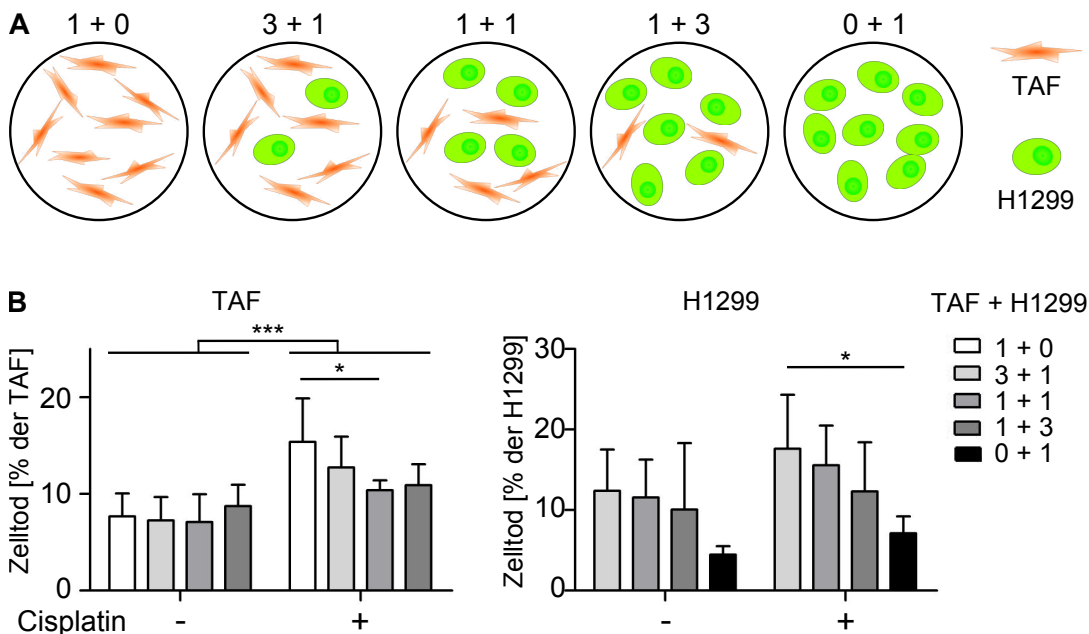 A
1 + 0 3 + 1 1 + 1 1 + 3 0 + 1
TAF
H1299
B
TAF H1299 TAF + H1299
*** 
*
*
Zelltod [% der TAF]
20
10
0
Zelltod [% der H1299]
30
20
10
0
1 + 0
3 + 1
1 + 1
1 + 3
0 + 1
Cisplatin - + - +